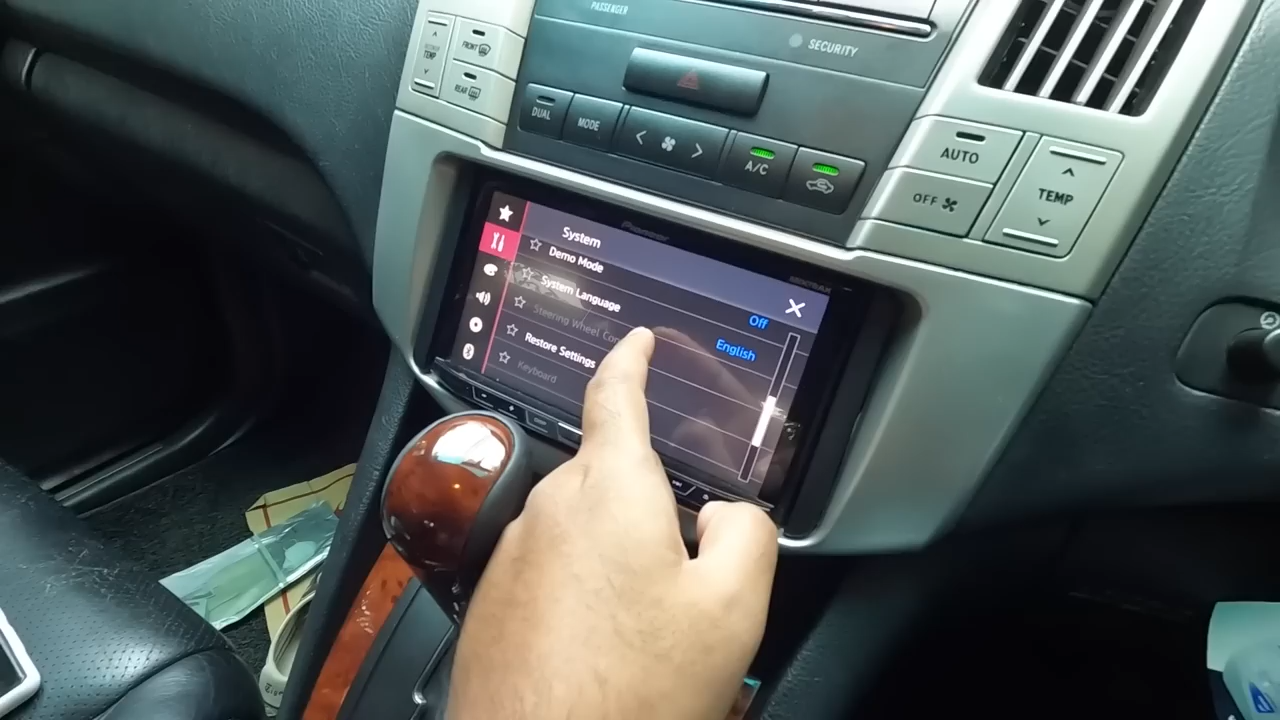 PASSENGER
SECURITY
FRONT
REAR
DUAL
MODE
A/C
AUTO
OFF
TEMP
Pioneer
System
Demo Mode
Off
System Language
English
Steering Wheel Con
Restore Settings
Keyboard